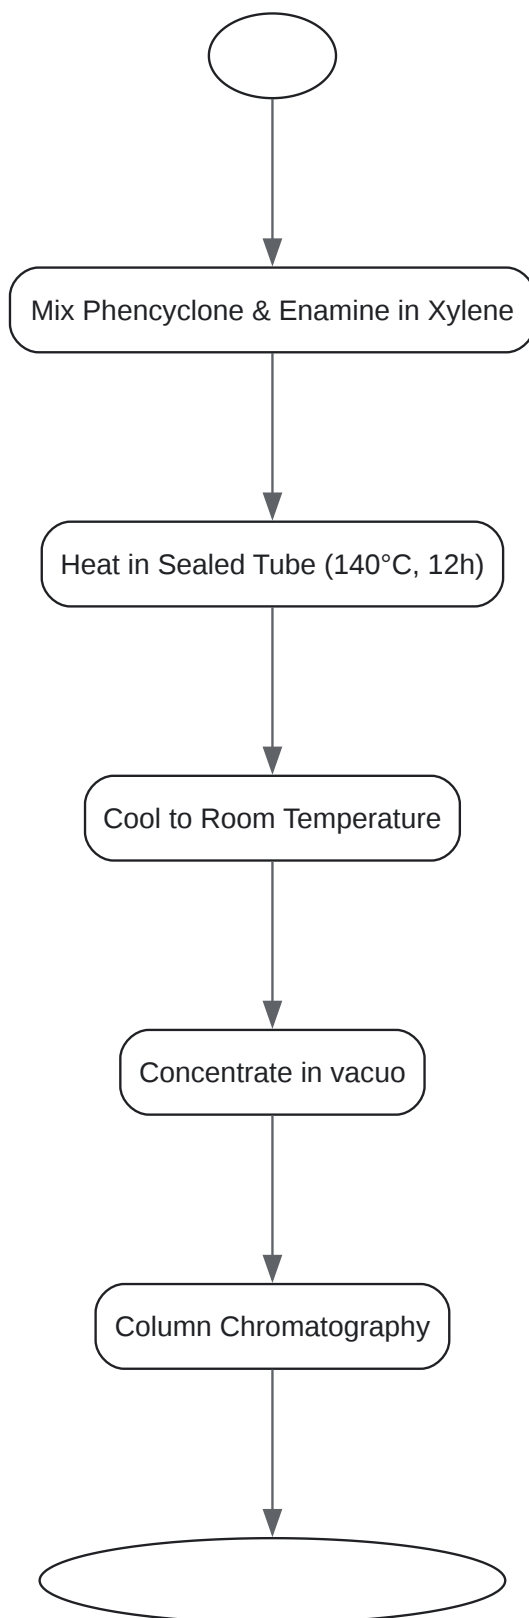 Mix Phencyclone & Enamine in Xylene
Heat in Sealed Tube (140°C, 12h)
Cool to Room Temperature
Concentrate in vacuo
Column Chromatography